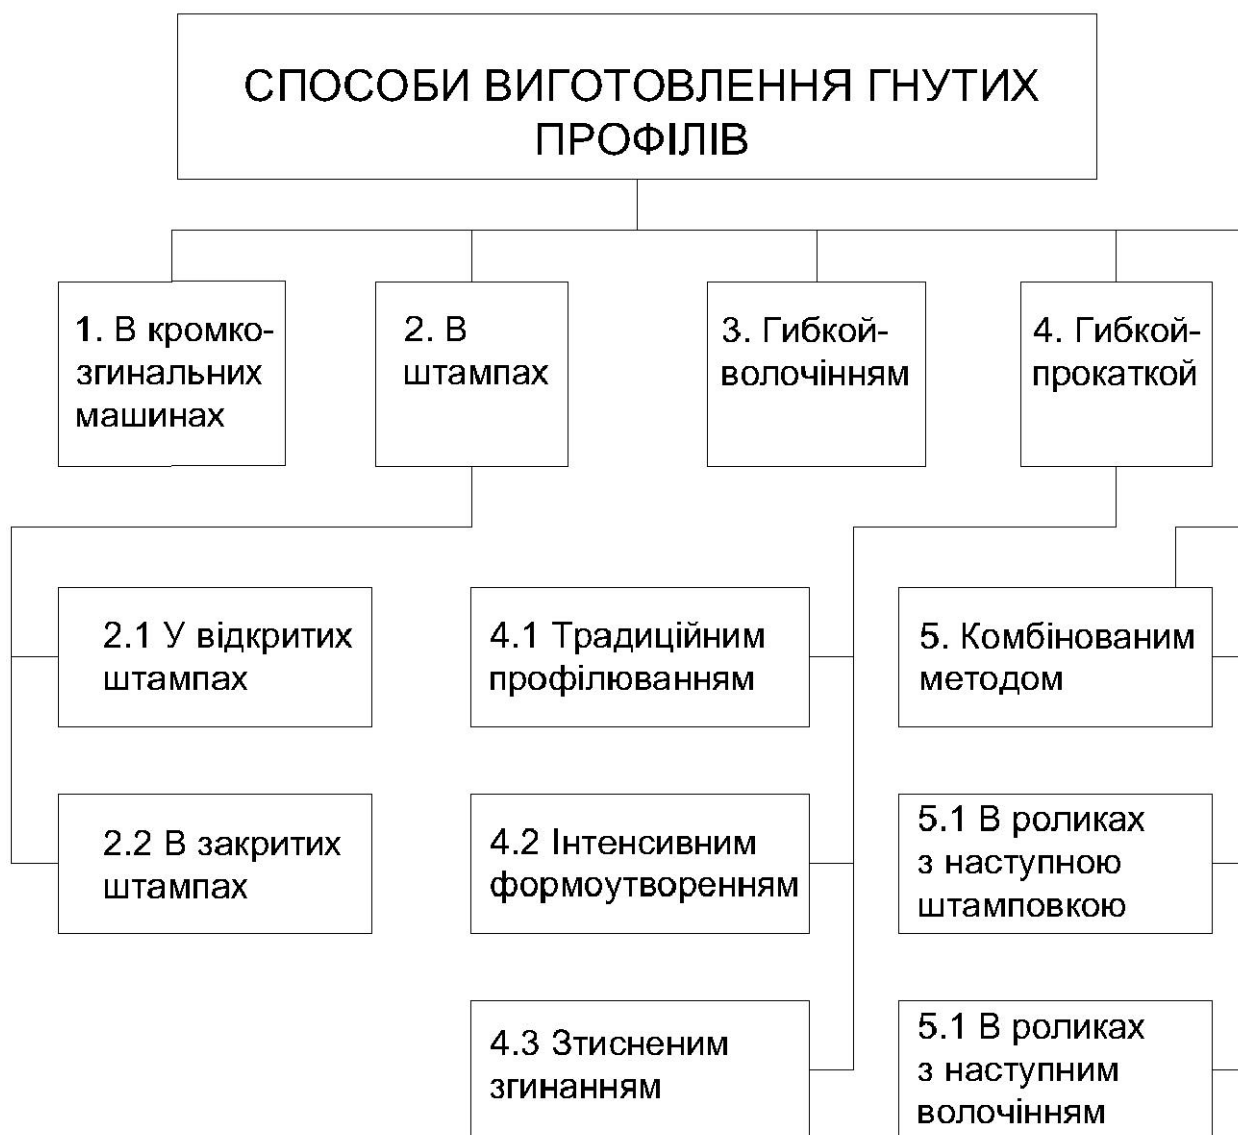 СПОСОБИ ВИГОТОВЛЕННЯ ГНУТИХ
ПРОФІЛІВ
1. В кромко-
згинальних
машинах
2. В
штампах
3. Гибкой-
волочінням
4. Гибкой-
прокаткой
2.1 У відкритих
штампах
4.1 Традиційним
профілюванням
5. Комбінованим
методом
2.2 В закритих
штампах
4.2 Інтенсивним
формоутворенням
5.1 В роликах
з наступною
штамповкою
4.3 Зтисненим
згинанням
5.1 В роликах
з наступним
волочінням